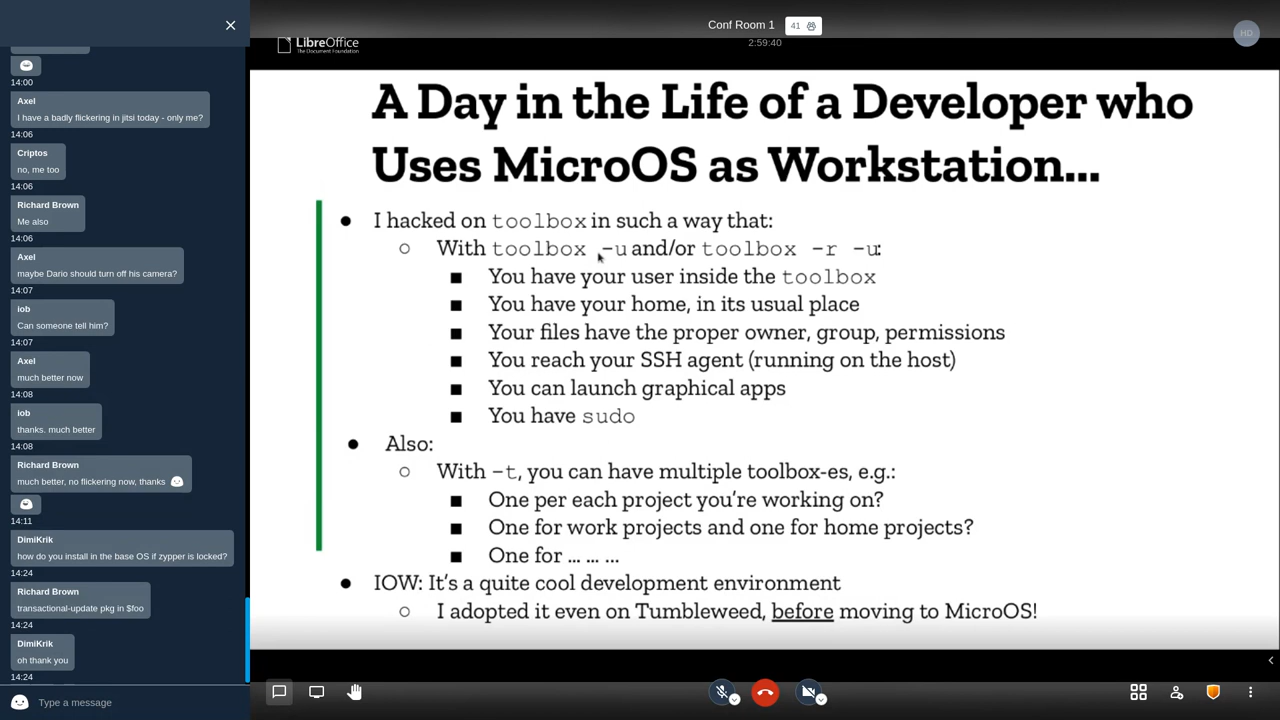 14:00
Axel
I have a badly flickering in jitsi today - only me?
14:06
Criptos
no, me too
14:06
Richard Brown
Me also
14:06
Axel
maybe Dario should turn off his camera?
14:07
iob
Can someone tell him?
14:07
Axel
much better now
14:08
iob
thanks. much better
14:08
Richard Brown
much better, no flickering now, thanks
14:11
DimiKrik
how do you install in the base OS if zypper is locked?
14:24
Richard Brown
transactional-update pkg in $foo
14:24
DimiKrik
oh thank you
14:24
Type a message
Conf Room 1
41
2:59:40
HD
LibreOffice
The Document Foundation
A Day in the Life of a Developer who
Uses MicroOS as Workstation...
● I hacked on toolbox in such a way that:
○ With toolbox -u and/or toolbox -r -u:
■ You have your user inside the toolbox
■ You have your home, in its usual place
■ Your files have the proper owner, group, permissions
■ You reach your SSH agent (running on the host)
■ You can launch graphical apps
■ You have sudo
● Also:
○ With -t, you can have multiple toolbox-es, e.g.:
■ One per each project you're working on?
■ One for work projects and one for home projects?
■ One for ... ... ...
● IOW: It's a quite cool development environment
○ I adopted it even on Tumbleweed, before moving to MicroOS!